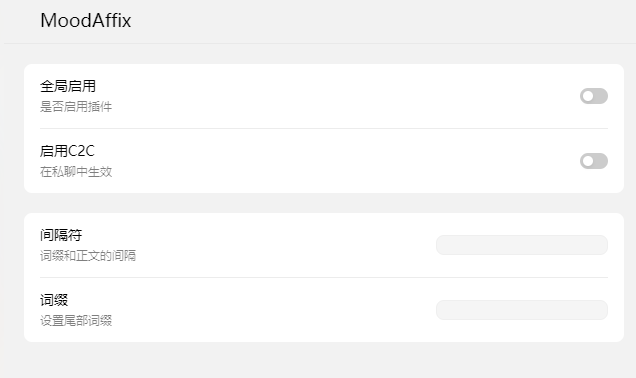 MoodAffix
全局启用
是否启用插件
启用C2C
在私聊中生效
间隔符
词缀和正文的间隔
词缀
设置尾部词缀